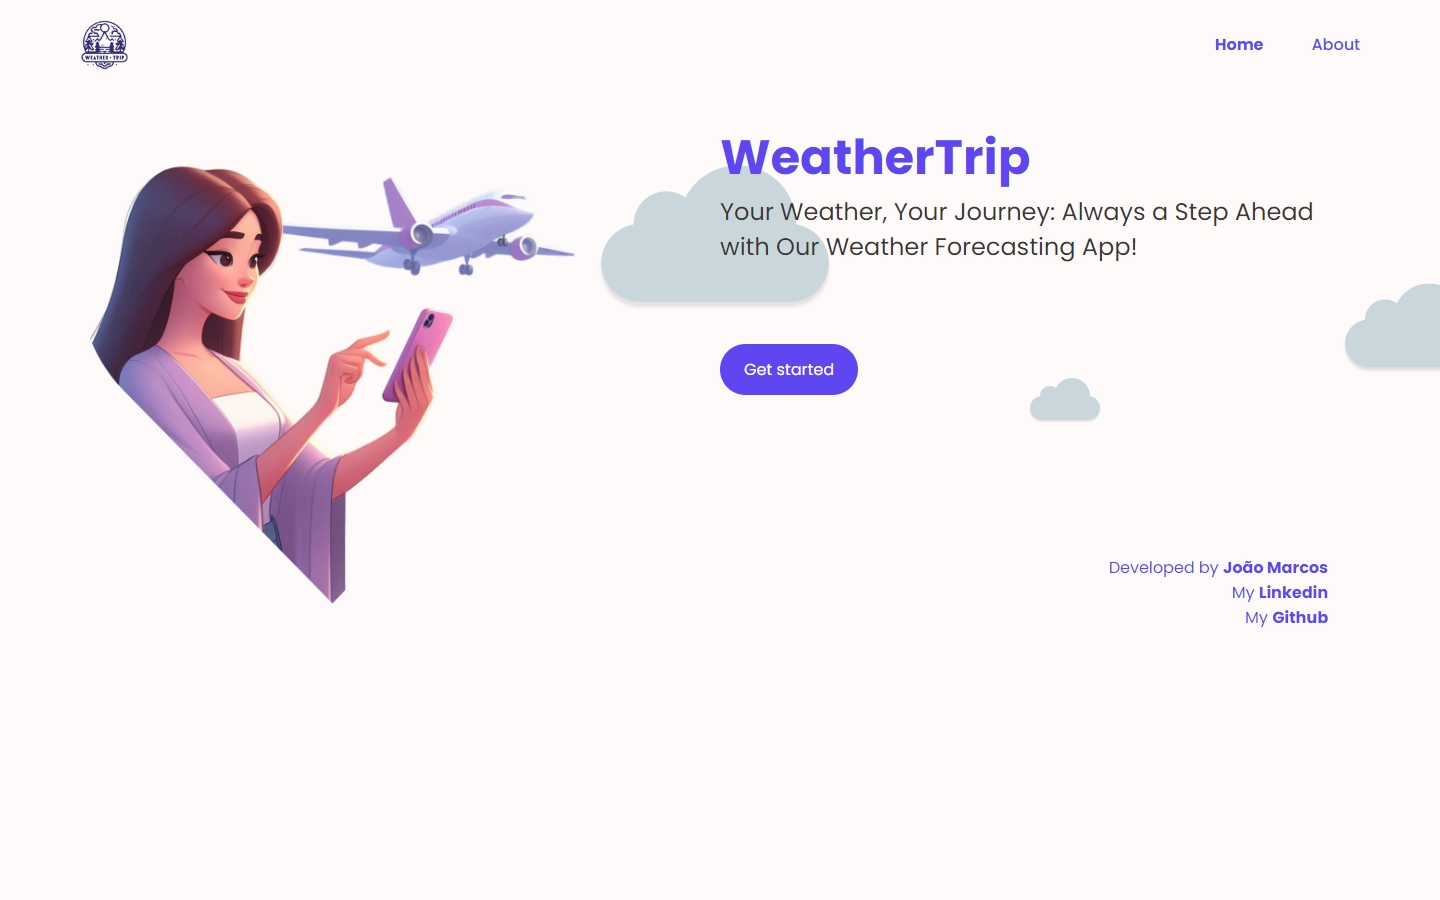 WEATHER • TRIP
Home
About
WeatherTrip
Your Weather, Your Journey: Always a Step Ahead
with Our Weather Forecasting App!
Get started
Developed by João Marcos
My Linkedin
My Github